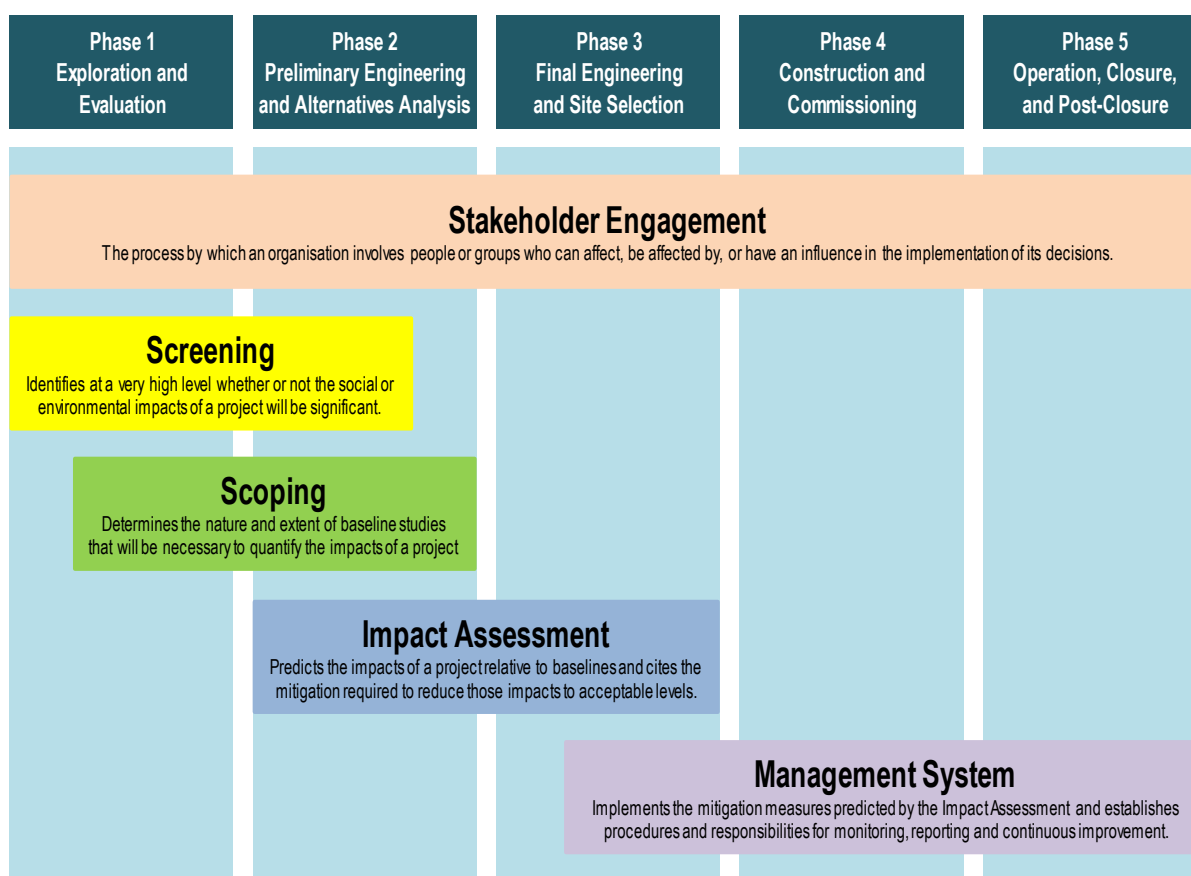 Phase 1
Exploration and
Evaluation
Phase 2
Preliminary Engineering
and Alternatives Analysis
Phase 3
Final Engineering
and Site Selection
Phase 4
Construction and
Commissioning
Phase 5
Operation, Closure,
and Post-Closure
Stakeholder Engagement
The process by which an organisation involves people or groups who can affect, be affected by, or have an influence in the implementation of its decisions.
Screening
Identifies at a very high level whether or not the social or
environmental impacts of a project will be significant.
Scoping
Determines the nature and extent of baseline studies
that will be necessary to quantify the impacts of a project
Impact Assessment
Predicts the impacts of a project relative to baselines and cites the
mitigation required to reduce those impacts to acceptable levels.
Management System
Implements the mitigation measures predicted by the Impact Assessment and establishes
procedures and responsibilities for monitoring, reporting and continuous improvement.